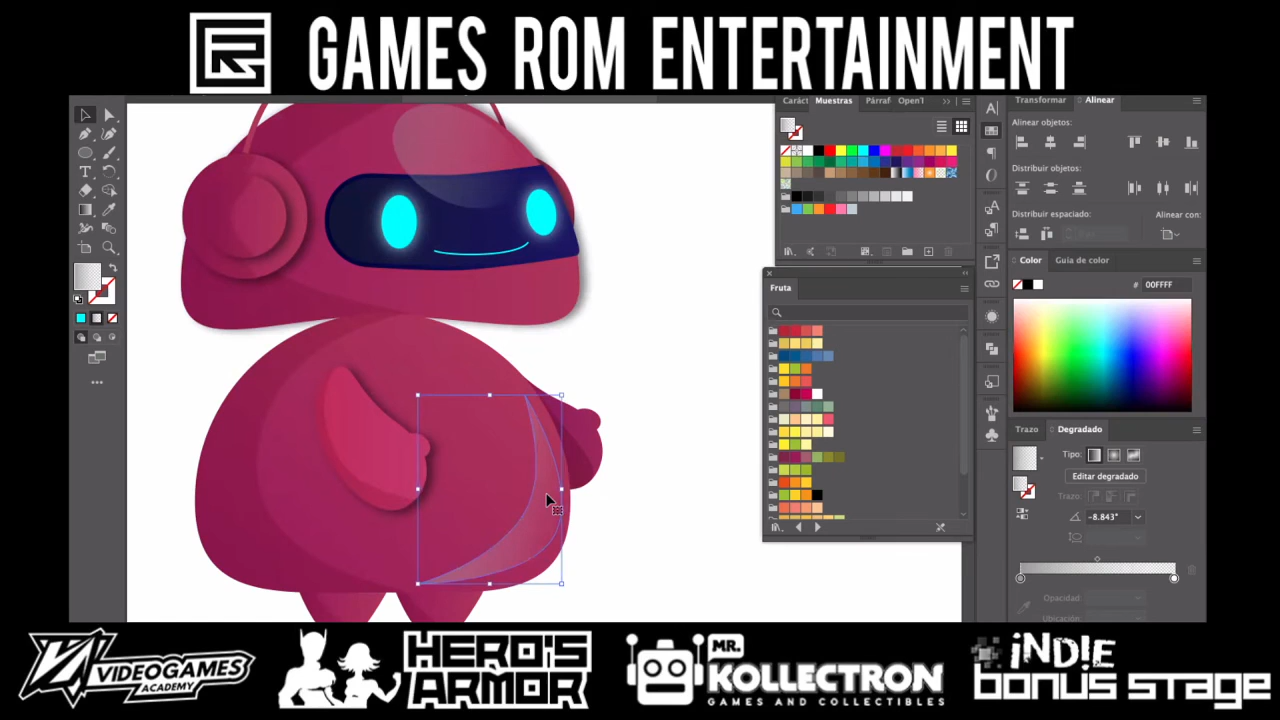 GAMES ROM ENTERTAINMENT
Caráct Muestras Párraf OpenT
Transformar Alinear
Alinear objetos:
Distribuir objetos:
Distribuir espaciado: Alinear con:
Color Guía de color
# 00FFFF
Fruta
Trazo Degradado
Tipo:
Editar degradado
Trazo:
-8.843°
Opacidad:
VIDEOGAMES
ACADEMY
HERO'S
ARMOR
MR.
KOLLECTRON
GAMES AND COLLECTIBLES
iNDiE
bonus stage